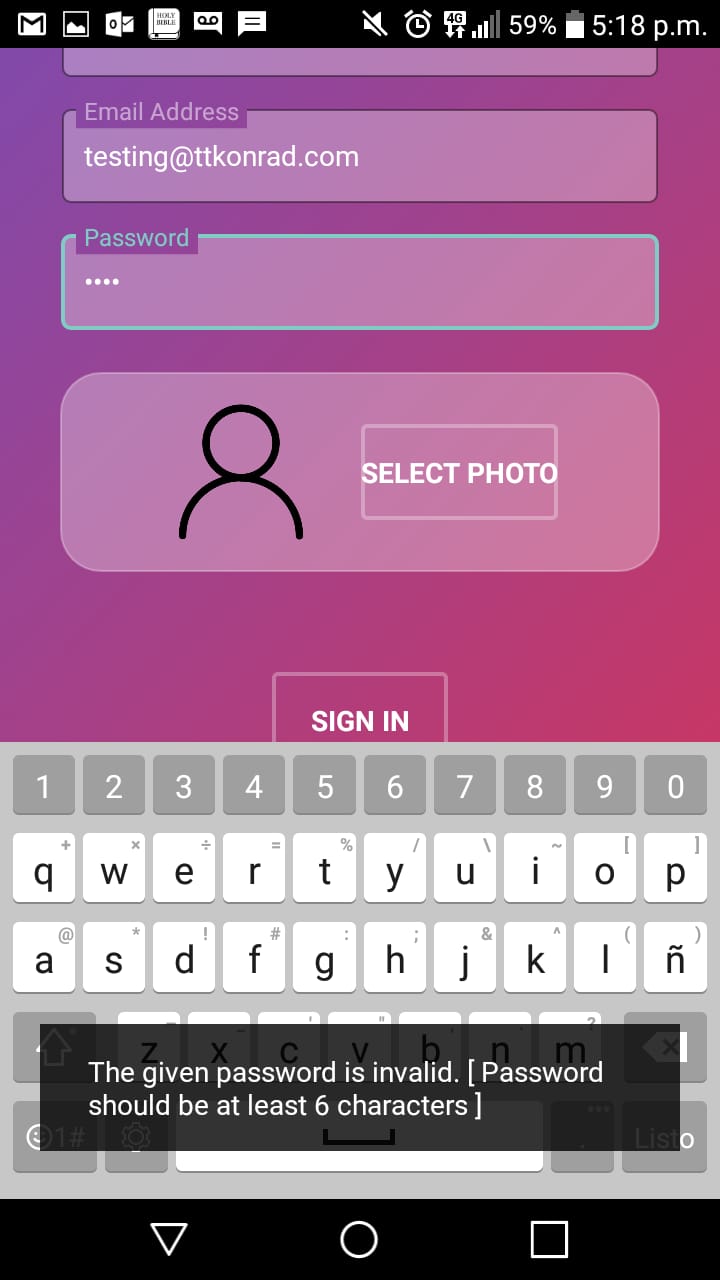 HOLY BIBLE
4G 59% 5:18 p.m.
Email Address
testing@ttkonrad.com
Password
••••
SELECT PHOTO
SIGN IN
1 2 3 4 5 6 7 8 9 0
+ × ÷ = % / \ ~ [ ]
q w e r t y u i o p
@ * ! # : ; & ^ ( )
a s d f g h j k l ñ
z x c v b n m ?
The given password is invalid. [ Password
should be at least 6 characters ]
1# . Listo